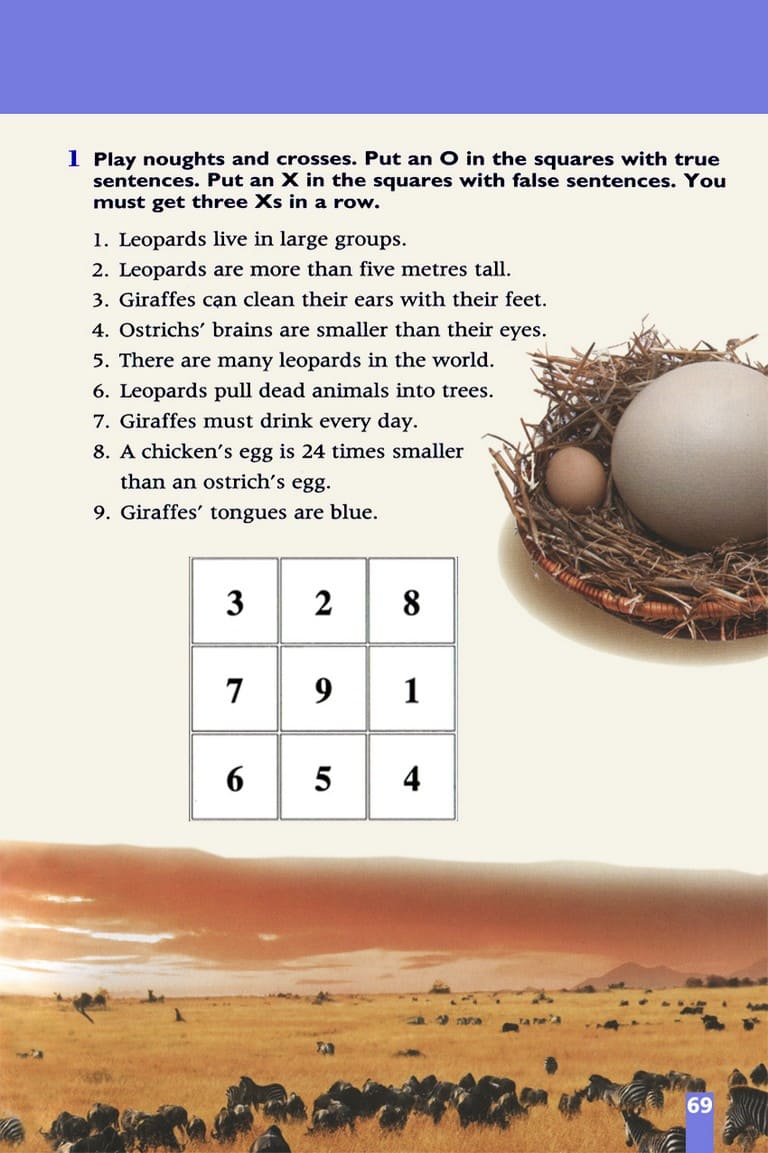 1 Play noughts and crosses. Put an O in the squares with true
sentences. Put an X in the squares with false sentences. You
must get three Xs in a row.
1. Leopards live in large groups.
2. Leopards are more than five metres tall.
3. Giraffes can clean their ears with their feet.
4. Ostrichs' brains are smaller than their eyes.
5. There are many leopards in the world.
6. Leopards pull dead animals into trees.
7. Giraffes must drink every day.
8. A chicken's egg is 24 times smaller
than an ostrich's egg.
9. Giraffes' tongues are blue.
3 2 8
7 9 1
6 5 4
69